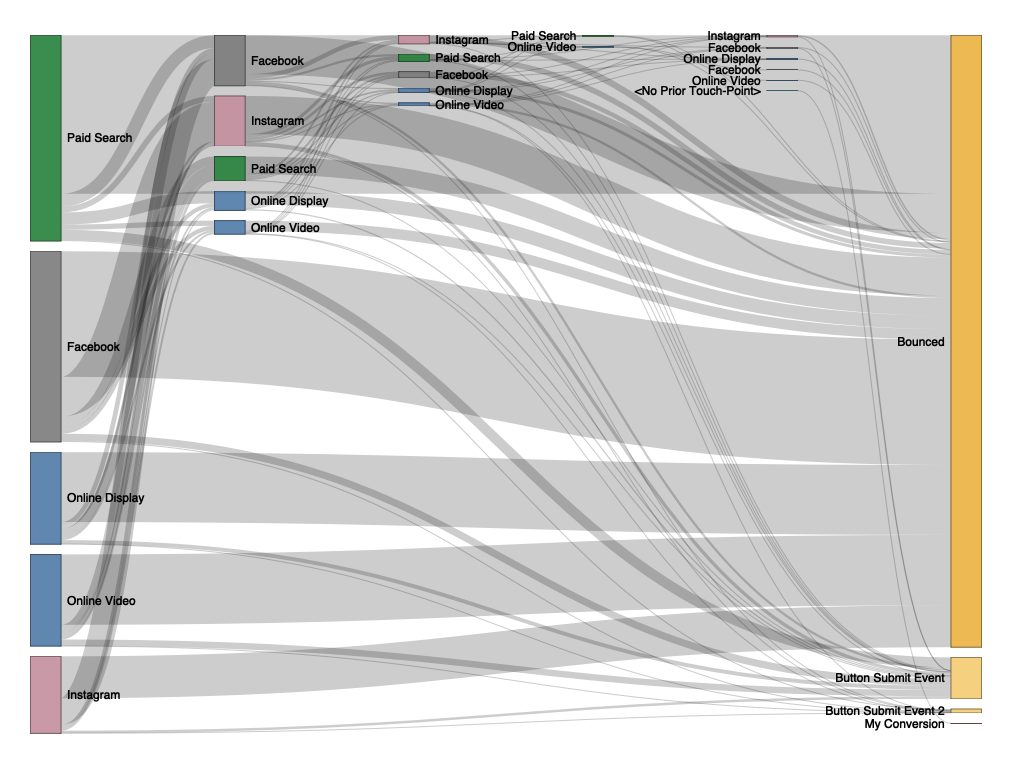 Paid Search
Facebook
Online Display
Online Video
Instagram
Facebook
Instagram
Paid Search
Online Display
Online Video
Instagram
Paid Search
Facebook
Online Display
Online Video
Paid Search
Online Video
Instagram
Facebook
Online Display
Facebook
Online Video
<No Prior Touch-Point>
Bounced
Button Submit Event
Button Submit Event 2
My Conversion